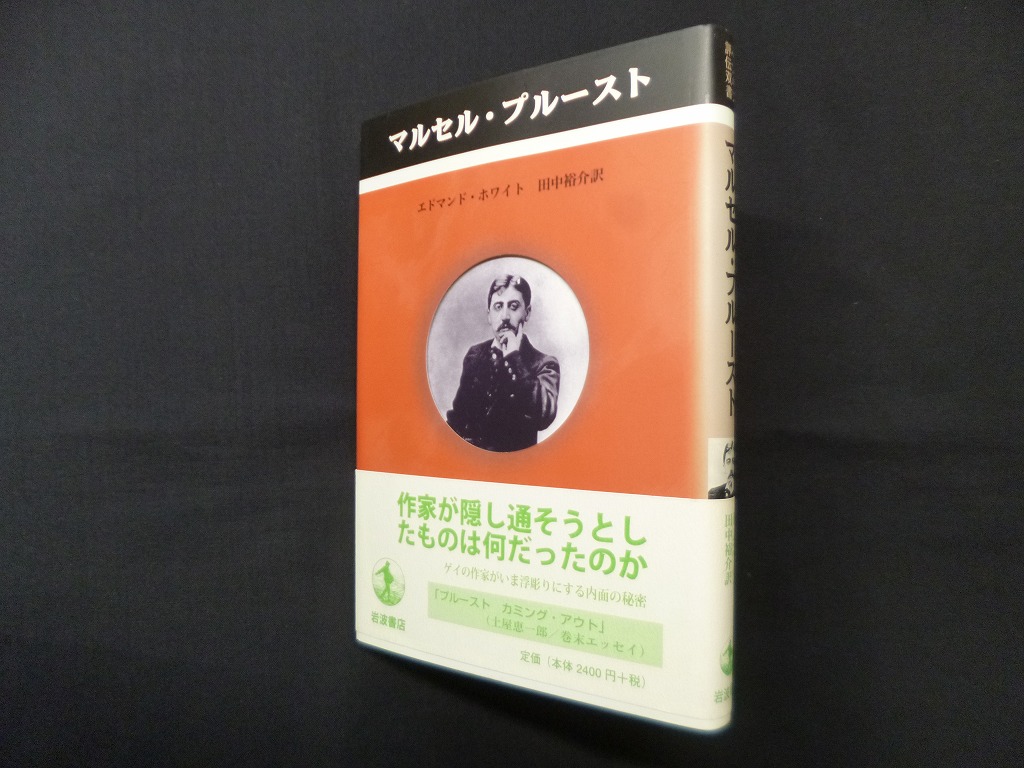 マルセル・プルースト
エドマンド・ホワイト 田中裕介訳
作家が隠し通そうとし
たものは何だったのか
ゲイの作家がいま浮彫りにする内面の秘密
「プルースト カミング・アウト」
(土屋恵一郎/巻末エッセイ)
岩波書店
定価(本体2400円+税)
マルセル・プルースト
田中裕介訳
岩波